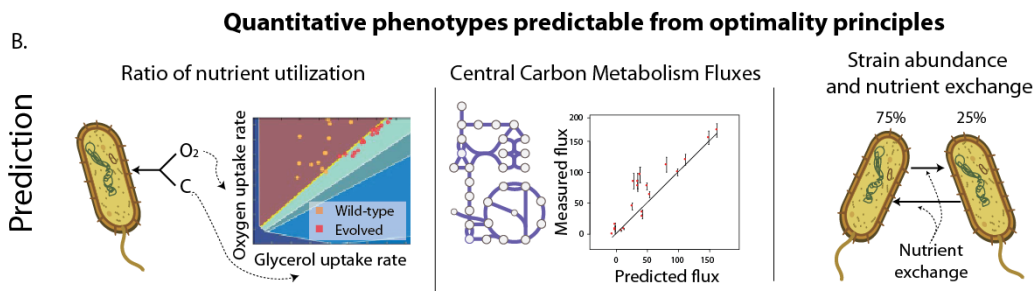 Quantitative phenotypes predictable from optimality principles
B.
Prediction
Ratio of nutrient utilization
O2
C
Oxygen uptake rate
Wild-type
Evolved
Glycerol uptake rate
Central Carbon Metabolism Fluxes
Measured flux
200
150
100
50
0
0 50 100 150
Predicted flux
Strain abundance
and nutrient exchange
75% 25%
Nutrient
exchange